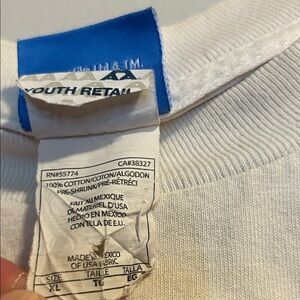 Ltd & TM.
YOUTH RETAIL
RN#55774 CA#38327
100% COTTON/COTON/ALGODON
PRE-SHRUNK/PRE-RÉTRÉCI
FAIT AU MEXIQUE
DE MATERIEL D'USA
HECHO EN MEXICO
CON TELA DE E.U.
MADE IN MEXICO
OF USA FABRIC
SIZE TAILLE TALLA
XL TG EG